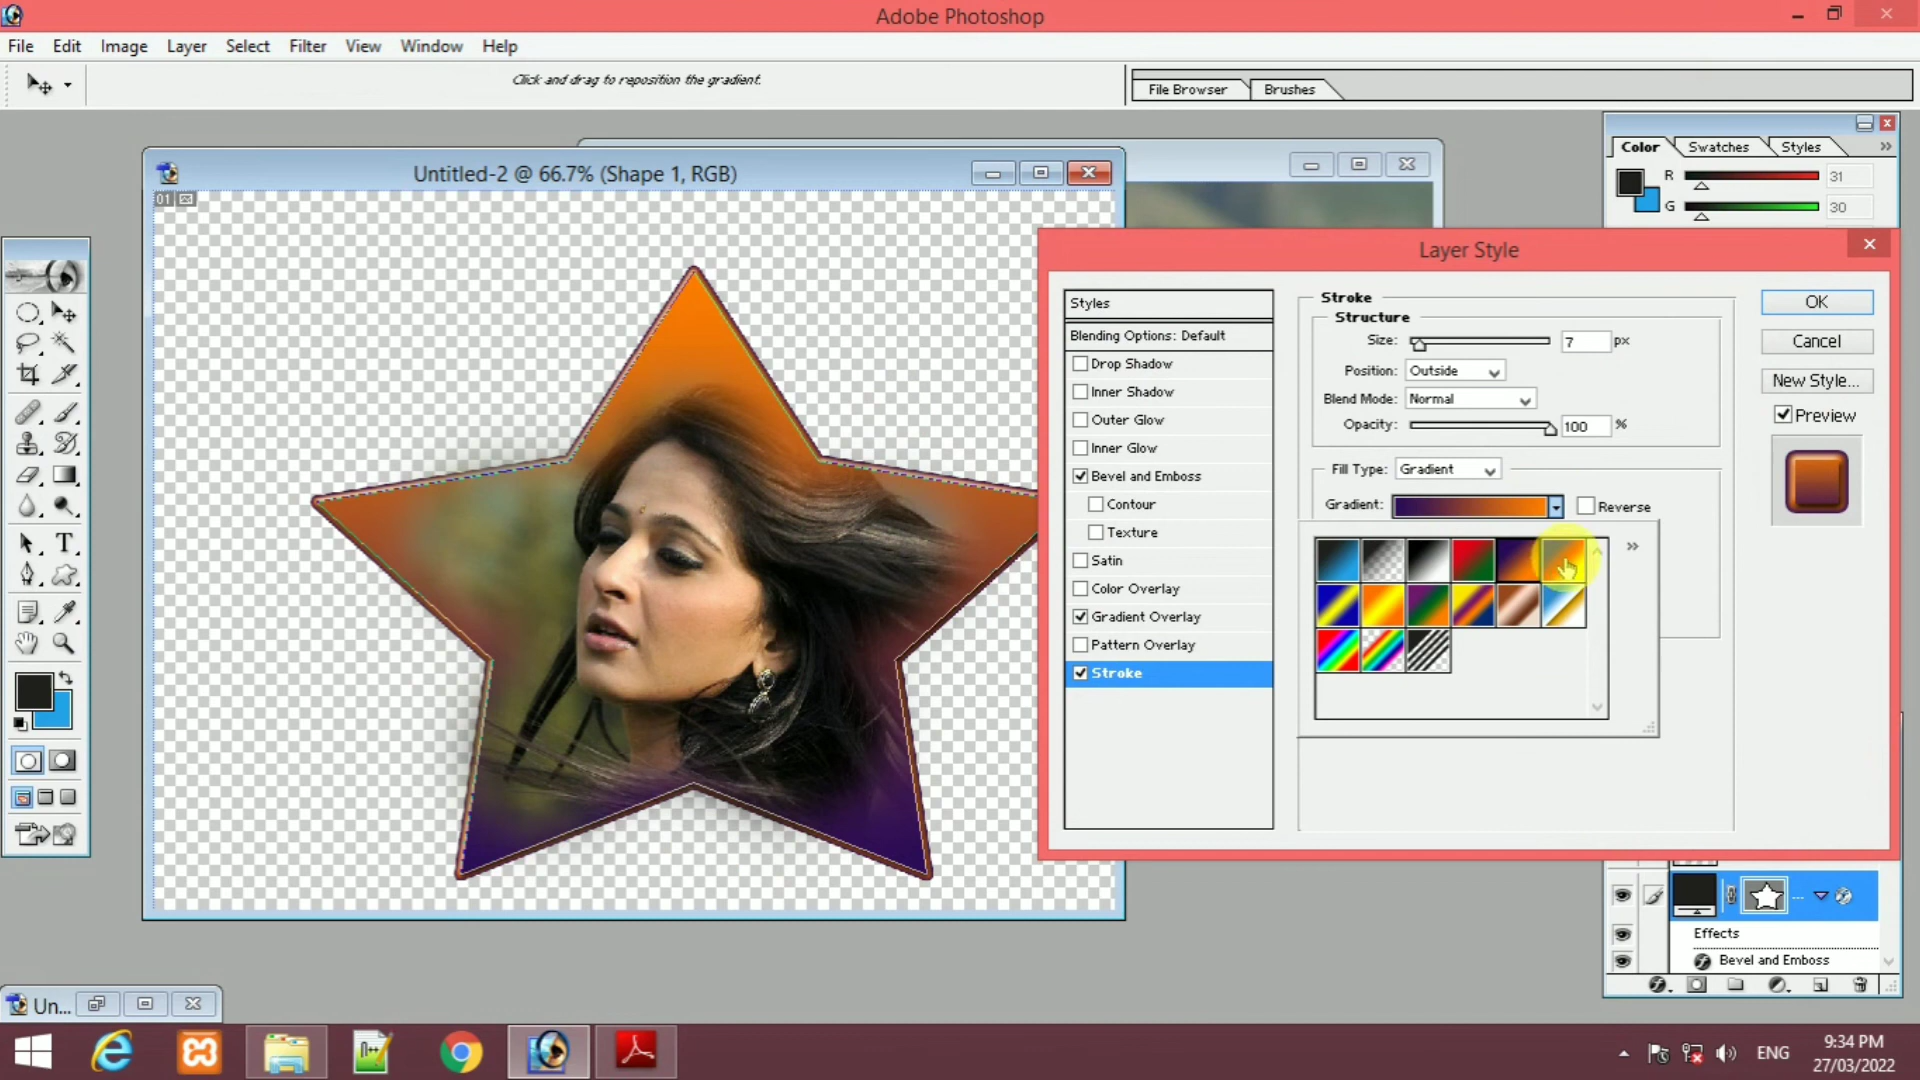 Adobe Photoshop
File Edit Image Layer Select Filter View Window Help
Click and drag to reposition the gradient.
File Browser Brushes
Color Swatches Styles
R 31
G 30
Untitled-2 @ 66.7% (Shape 1, RGB)
01
Layer Style
Styles
Blending Options: Default
Drop Shadow
Inner Shadow
Outer Glow
Inner Glow
Bevel and Emboss
Contour
Texture
Satin
Color Overlay
Gradient Overlay
Pattern Overlay
Stroke
Stroke
Structure
Size: 7 px
Position: Outside
Blend Mode: Normal
Opacity: 100 %
Fill Type: Gradient
Gradient: Reverse
OK
Cancel
New Style...
Preview
T
...
Effects
Bevel and Emboss
Un...
n++
ENG
9:34 PM
27/03/2022